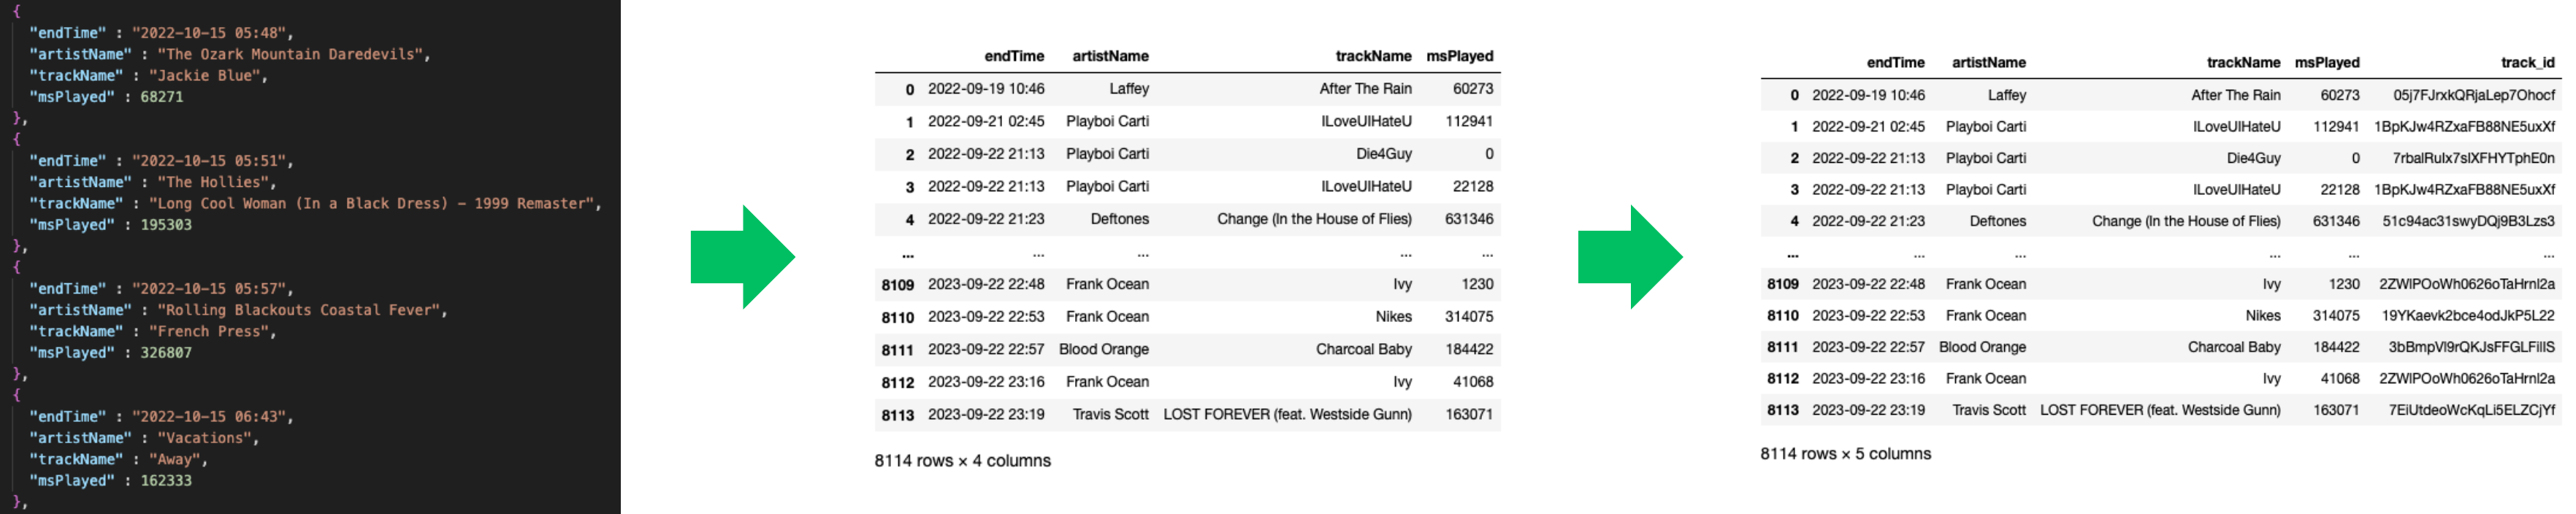 {
"endTime" : "2022-10-15 05:48",
"artistName" : "The Ozark Mountain Daredevils",
"trackName" : "Jackie Blue",
"msPlayed" : 68271
},
{
"endTime" : "2022-10-15 05:51",
"artistName" : "The Hollies",
"trackName" : "Long Cool Woman (In a Black Dress) - 1999 Remaster",
"msPlayed" : 195303
},
{
"endTime" : "2022-10-15 05:57",
"artistName" : "Rolling Blackouts Coastal Fever",
"trackName" : "French Press",
"msPlayed" : 326807
},
{
"endTime" : "2022-10-15 06:43",
"artistName" : "Vacations",
"trackName" : "Away",
"msPlayed" : 162333
},
endTime artistName trackName msPlayed
0 2022-09-19 10:46 Laffey After The Rain 60273
1 2022-09-21 02:45 Playboi Carti ILoveUIHateU 112941
2 2022-09-22 21:13 Playboi Carti Die4Guy 0
3 2022-09-22 21:13 Playboi Carti ILoveUIHateU 22128
4 2022-09-22 21:23 Deftones Change (In the House of Flies) 631346
... ... ... ... ...
8109 2023-09-22 22:48 Frank Ocean Ivy 1230
8110 2023-09-22 22:53 Frank Ocean Nikes 314075
8111 2023-09-22 22:57 Blood Orange Charcoal Baby 184422
8112 2023-09-22 23:16 Frank Ocean Ivy 41068
8113 2023-09-22 23:19 Travis Scott LOST FOREVER (feat. Westside Gunn) 163071
8114 rows × 4 columns
endTime artistName trackName msPlayed track_id
0 2022-09-19 10:46 Laffey After The Rain 60273 05j7FJrxkQRjaLep7Ohocf
1 2022-09-21 02:45 Playboi Carti ILoveUIHateU 112941 1BpKJw4RZxaFB88NE5uxXf
2 2022-09-22 21:13 Playboi Carti Die4Guy 0 7rbalRulx7slXFHYTphE0n
3 2022-09-22 21:13 Playboi Carti ILoveUIHateU 22128 1BpKJw4RZxaFB88NE5uxXf
4 2022-09-22 21:23 Deftones Change (In the House of Flies) 631346 51c94ac31swyDQj9B3Lzs3
... ... ... ... ... ...
8109 2023-09-22 22:48 Frank Ocean Ivy 1230 2ZWlPOoWh0626oTaHrnl2a
8110 2023-09-22 22:53 Frank Ocean Nikes 314075 19YKaevk2bce4odJkP5L22
8111 2023-09-22 22:57 Blood Orange Charcoal Baby 184422 3bBmpVl9rQKJsFFGLFillS
8112 2023-09-22 23:16 Frank Ocean Ivy 41068 2ZWlPOoWh0626oTaHrnl2a
8113 2023-09-22 23:19 Travis Scott LOST FOREVER (feat. Westside Gunn) 163071 7EiUtdeoWcKqLi5ELZCjYf
8114 rows × 5 columns